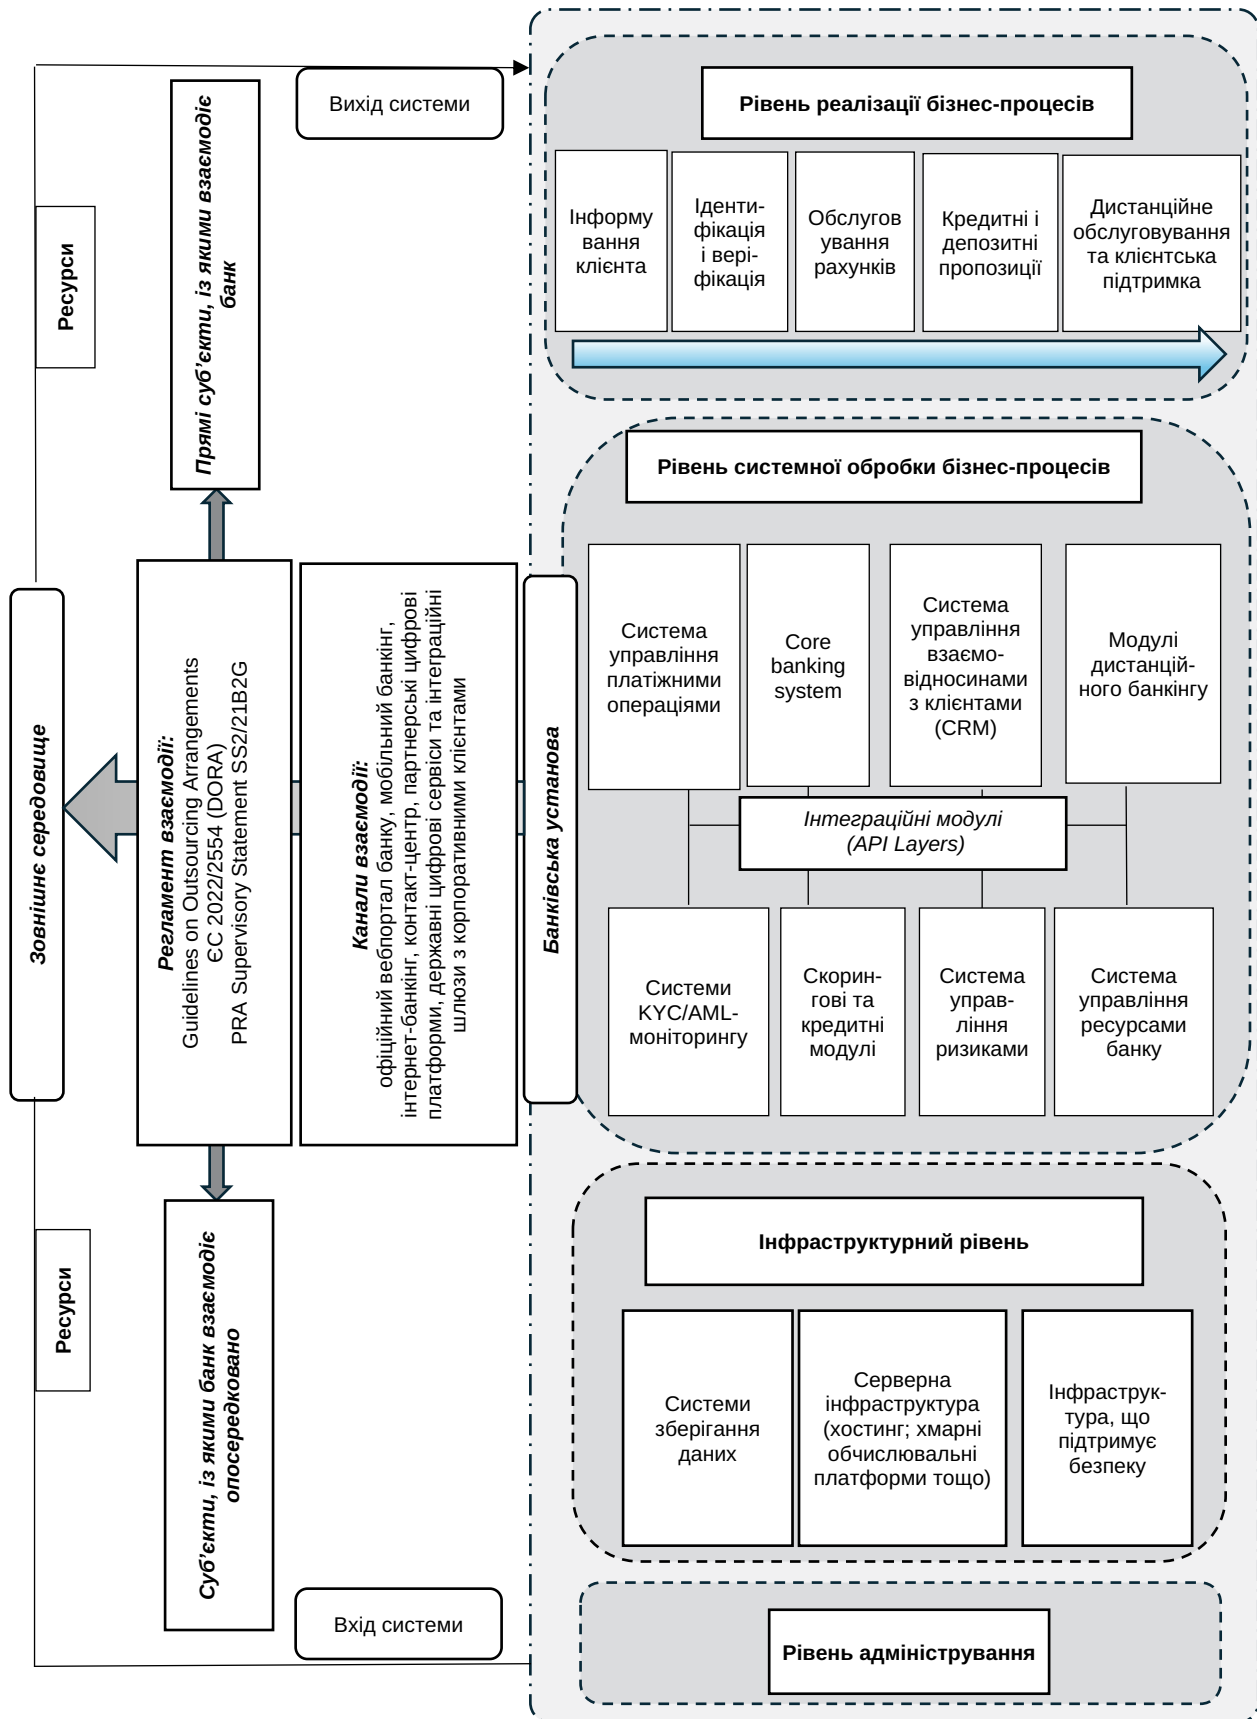 Вихід системи
Ресурси
Прямі суб’єкти, із якими взаємодіє
банк
Зовнішнє середовище
Регламент взаємодії:
Guidelines on Outsourcing Arrangements
ЄС 2022/2554 (DORA)
PRA Supervisory Statement SS2/21B2G
Канали взаємодії:
офіційний вебпортал банку, мобільний банкінг,
інтернет-банкінг, контакт-центр, партнерські цифрові
платформи, державні цифрові сервіси та інтеграційні
шлюзи з корпоративними клієнтами
Банківська установа
Ресурси
Суб’єкти, із якими банк взаємодіє
опосередковано
Вхід системи
Рівень реалізації бізнес-процесів
Інформу
вання
клієнта
Іденти-
фікація
і вері-
фікація
Обслугов
ування
рахунків
Кредитні і
депозитні
пропозиції
Дистанційне
обслуговування
та клієнтська
підтримка
Рівень системної обробки бізнес-процесів
Система
управління
платіжними
операціями
Core
banking
system
Система
управління
взаємо-
відносинами
з клієнтами
(CRM)
Модулі
дистанцій-
ного банкінгу
Інтеграційні модулі
(API Layers)
Системи
KYC/AML-
моніторингу
Скорин-
гові та
кредитні
модулі
Система
управ-
ління
ризиками
Система
управління
ресурсами
банку
Інфраструктурний рівень
Системи
зберігання
даних
Серверна
інфраструктура
(хостинг; хмарні
обчислювальні
платформи тощо)
Інфраструк-
тура, що
підтримує
безпеку
Рівень адміністрування